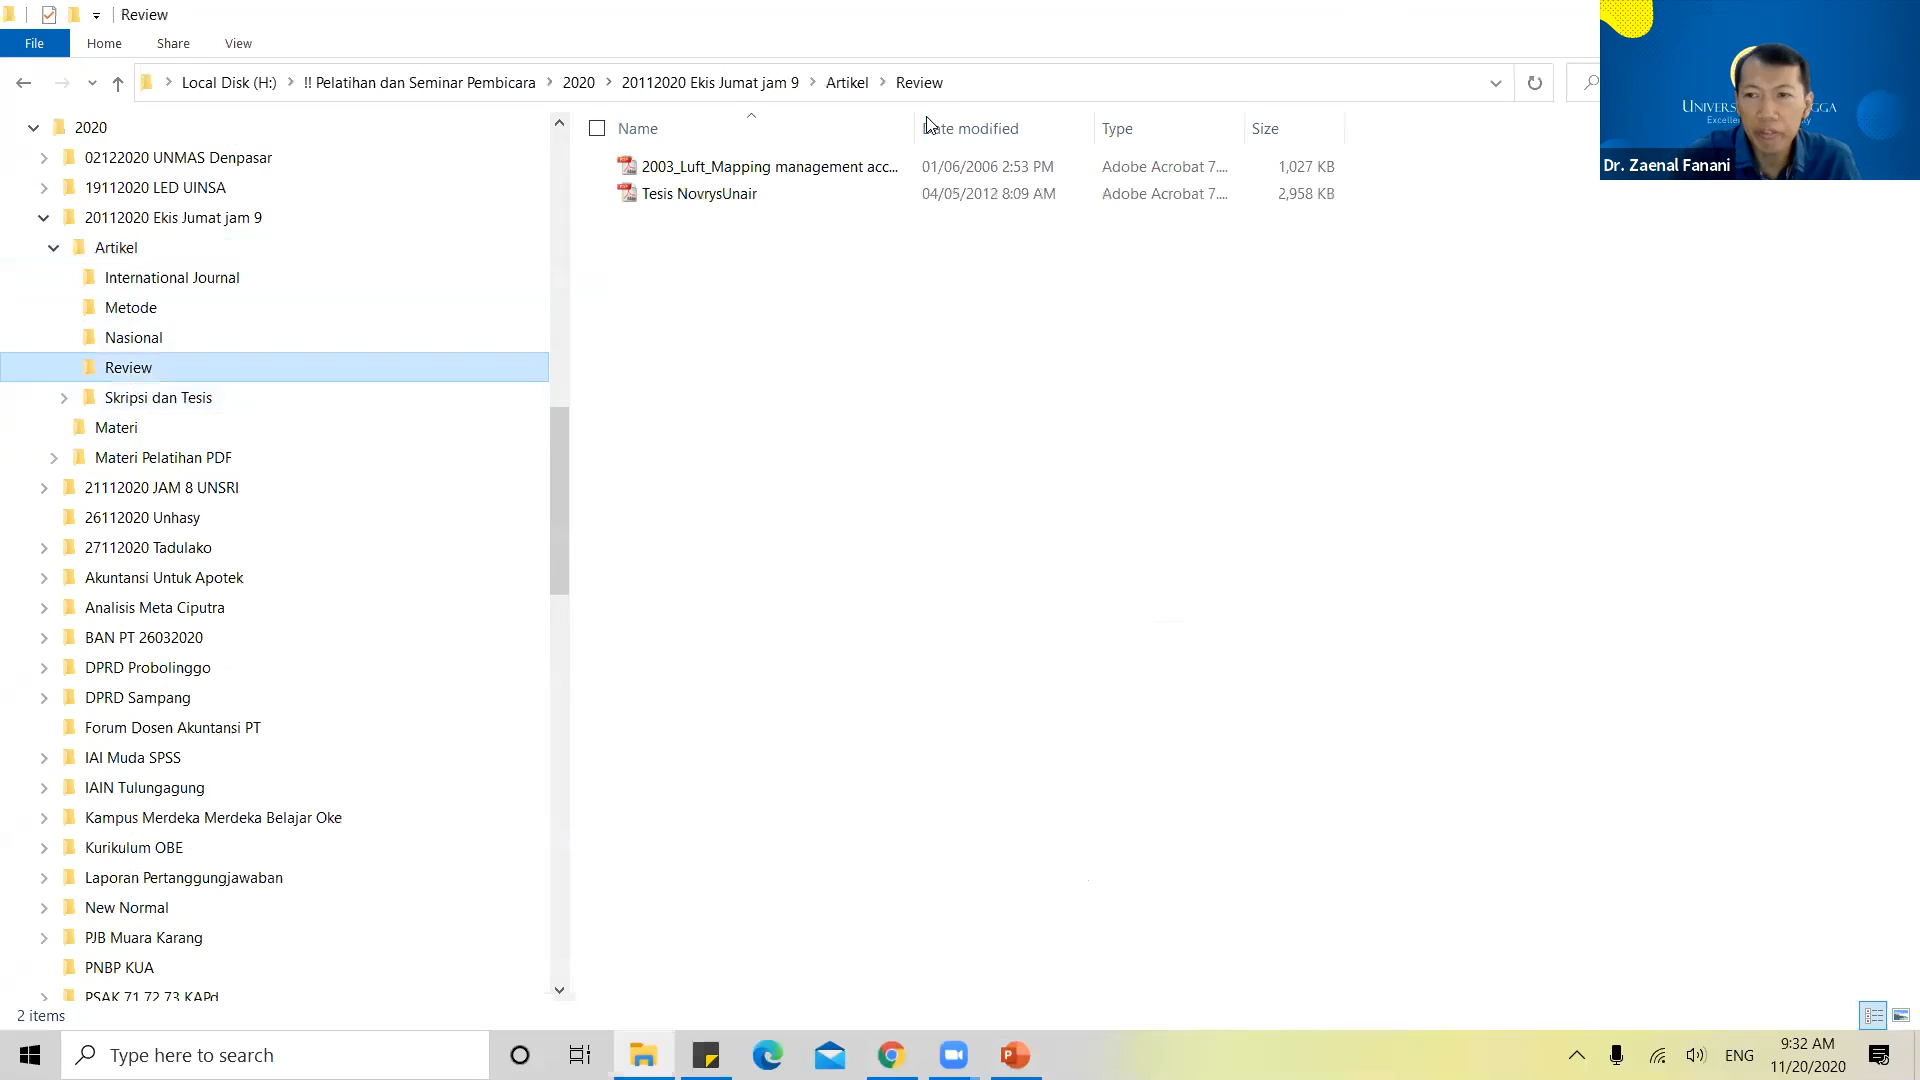 Review
File Home Share View
Local Disk (H:) !! Pelatihan dan Seminar Pembicara 2020 20112020 Ekis Jumat jam 9 Artikel Review
Name Date modified Type Size
2003_Luft_Mapping management acc... 01/06/2006 2:53 PM Adobe Acrobat 7.... 1,027 KB
Tesis NovrysUnair 04/05/2012 8:09 AM Adobe Acrobat 7.... 2,958 KB
2020
02122020 UNMAS Denpasar
19112020 LED UINSA
20112020 Ekis Jumat jam 9
Artikel
International Journal
Metode
Nasional
Review
Skripsi dan Tesis
Materi
Materi Pelatihan PDF
21112020 JAM 8 UNSRI
26112020 Unhasy
27112020 Tadulako
Akuntansi Untuk Apotek
Analisis Meta Ciputra
BAN PT 26032020
DPRD Probolinggo
DPRD Sampang
Forum Dosen Akuntansi PT
IAI Muda SPSS
IAIN Tulungagung
Kampus Merdeka Merdeka Belajar Oke
Kurikulum OBE
Laporan Pertanggungjawaban
New Normal
PJB Muara Karang
PNBP KUA
PSAK 71 72 73 KAPd
2 items
Dr. Zaenal Fanani
Type here to search
ENG
9:32 AM
11/20/2020